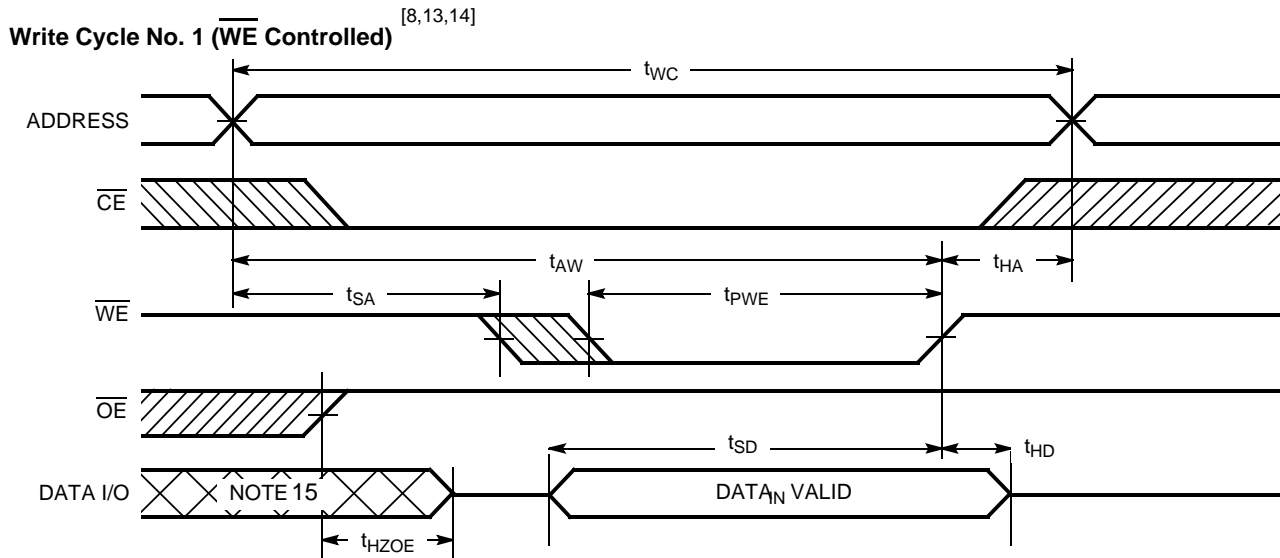 [8,13,14]
Write Cycle No. 1 (WE Controlled)
tWC
ADDRESS
CE
tAW
tHA
tSA
tPWE
WE
OE
tSD
tHD
DATA I/O
NOTE 15
DATAIN VALID
tHZOE